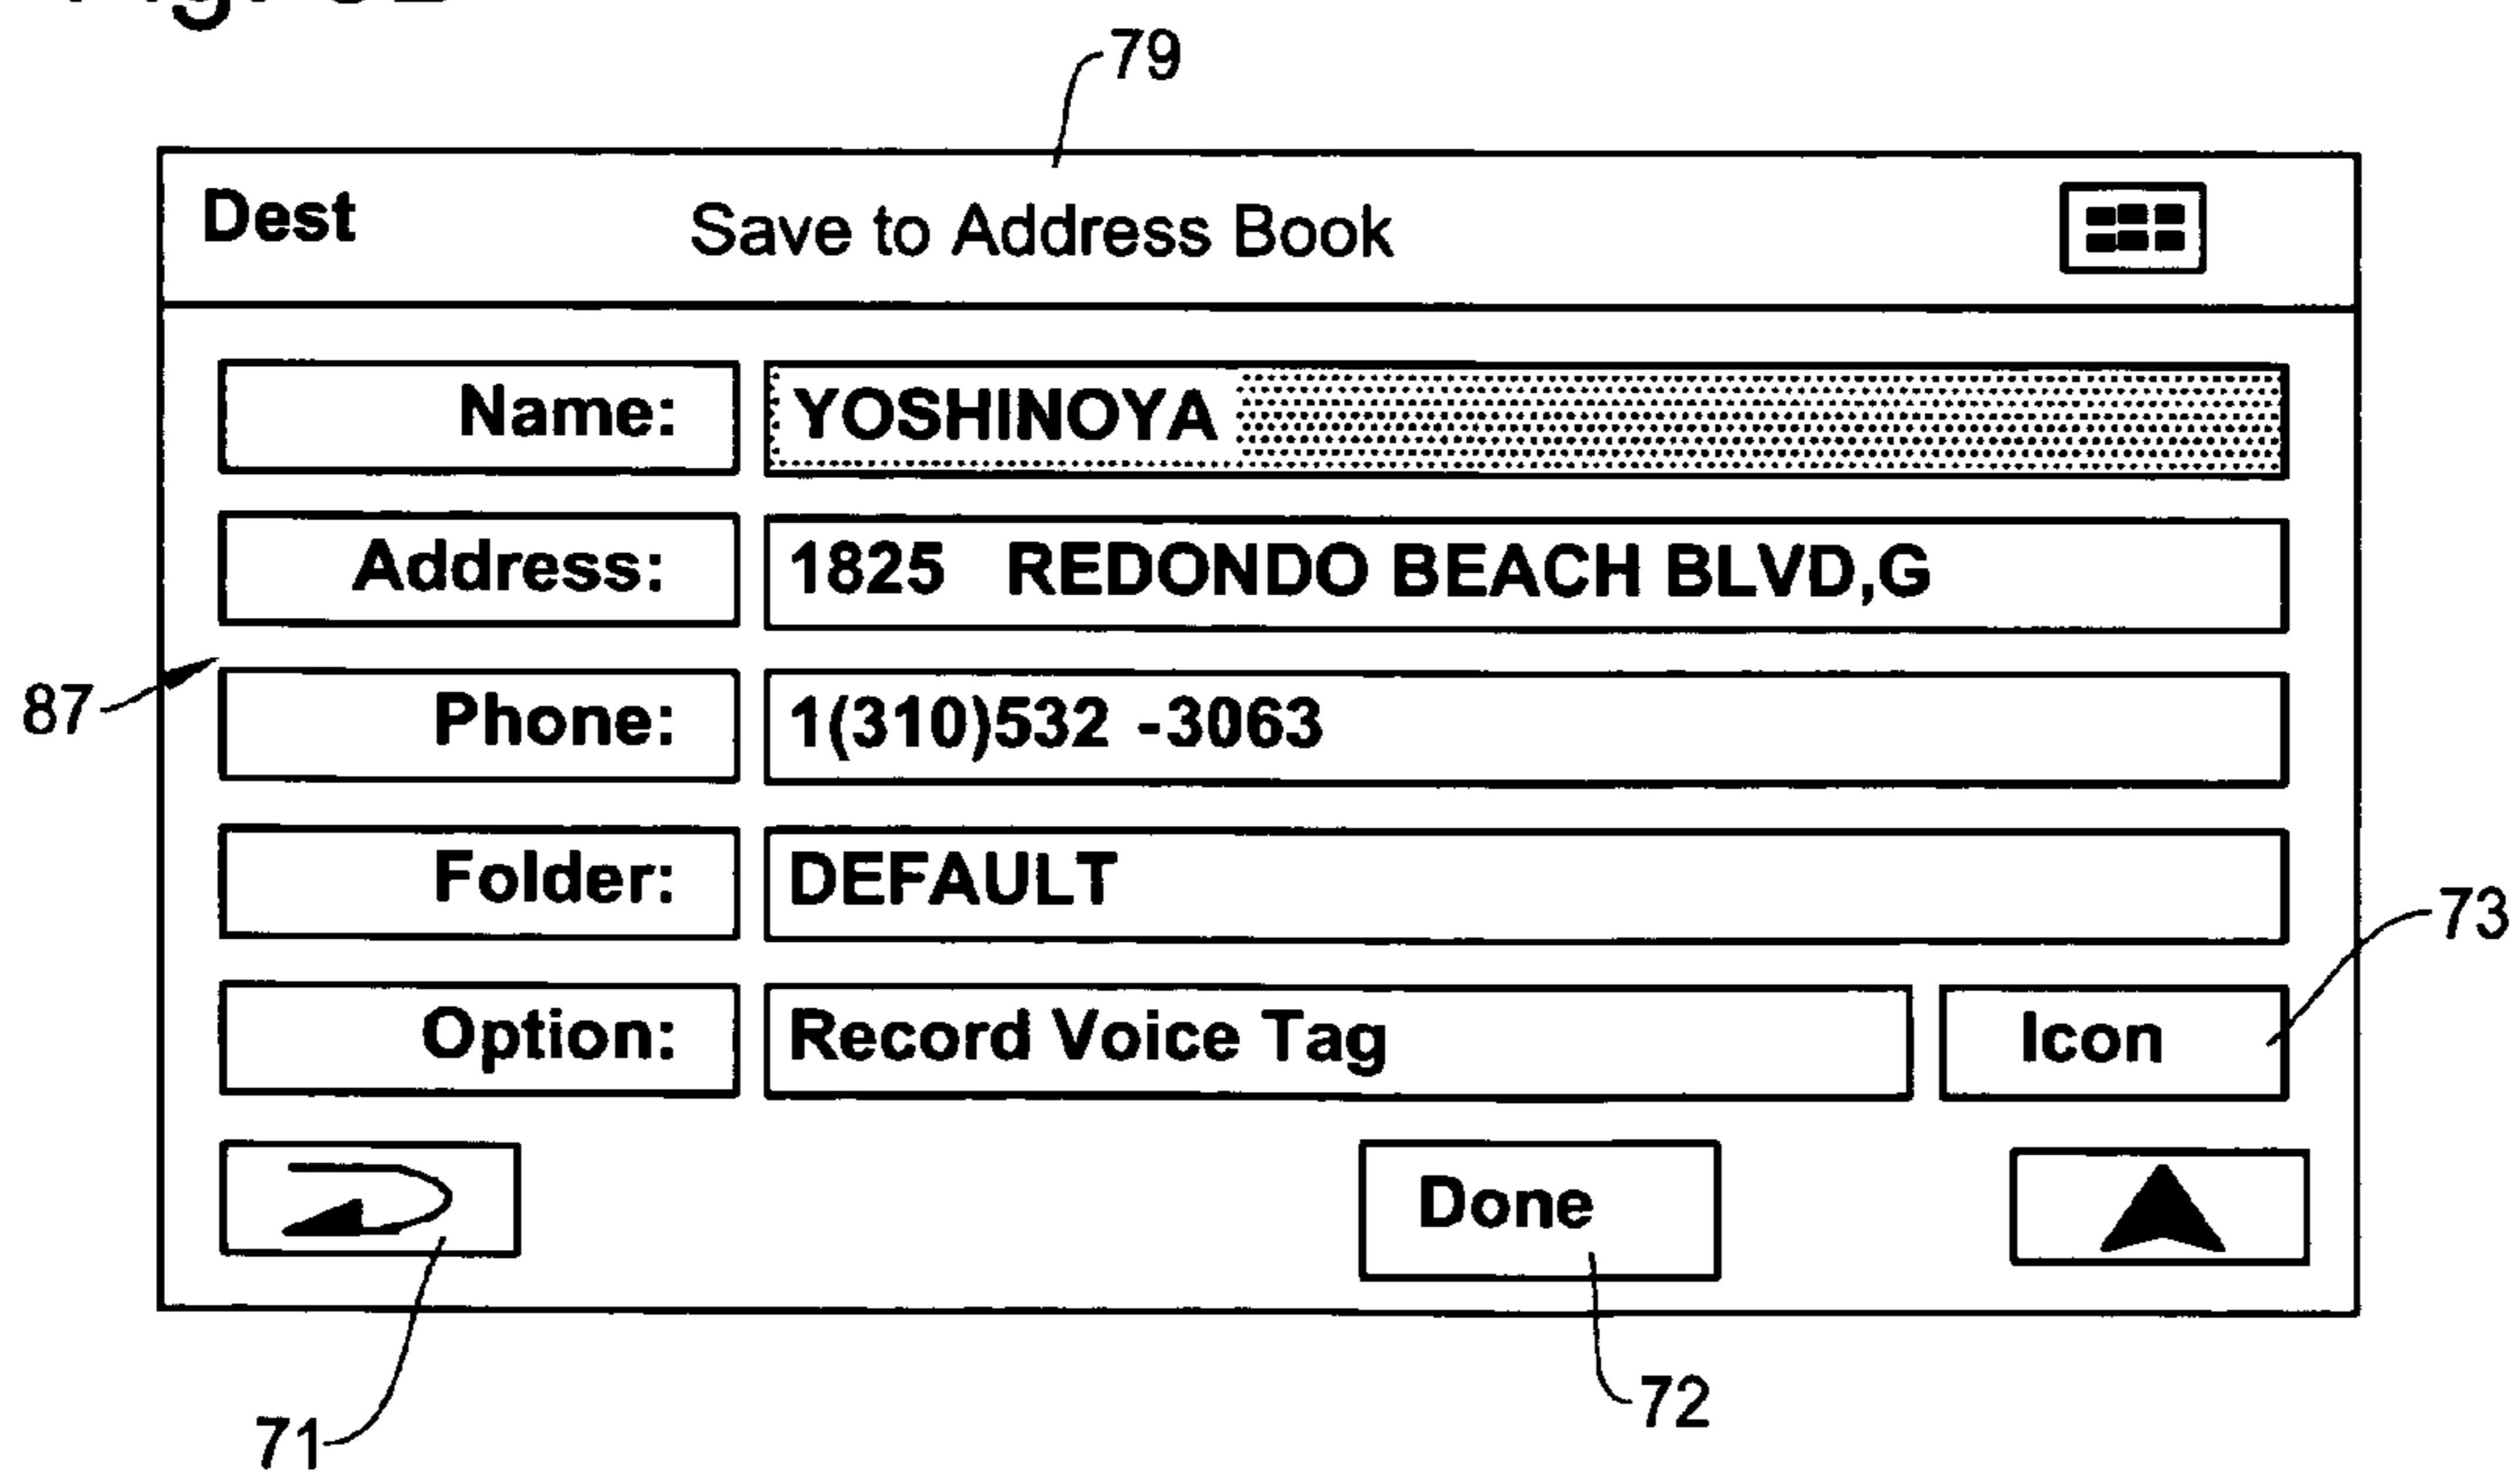 79
Dest Save to Address Book
Name: YOSHINOYA
Address: 1825 REDONDO BEACH BLVD,G
87
Phone: 1(310)532 -3063
Folder: DEFAULT
73
Option: Record Voice Tag Icon
Done
72
71